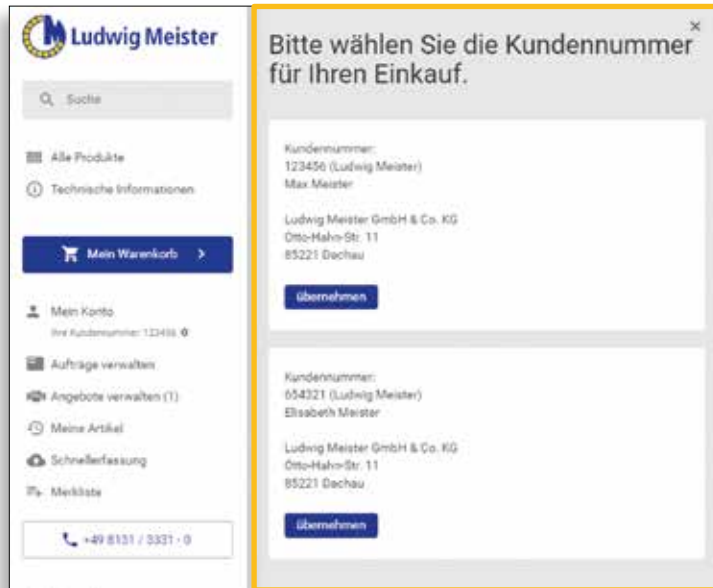 Ludwig Meister
Suche
Alle Produkte
Technische Informationen
Mein Warenkorb
Mein Konto
Ihre Kundennummer: 123456
Aufträge verwalten
Angebote verwalten (1)
Meine Artikel
Schnellerfassung
Merkliste
+49 8131 / 3331 - 0
Bitte wählen Sie die Kundennummer
für Ihren Einkauf.
Kundennummer:
123456 (Ludwig Meister)
Max Meister
Ludwig Meister GmbH & Co. KG
Otto-Hahn-Str. 11
85221 Dachau
übernehmen
Kundennummer:
654321 (Ludwig Meister)
Elisabeth Meister
Ludwig Meister GmbH & Co. KG
Otto-Hahn-Str. 11
85221 Dachau
übernehmen